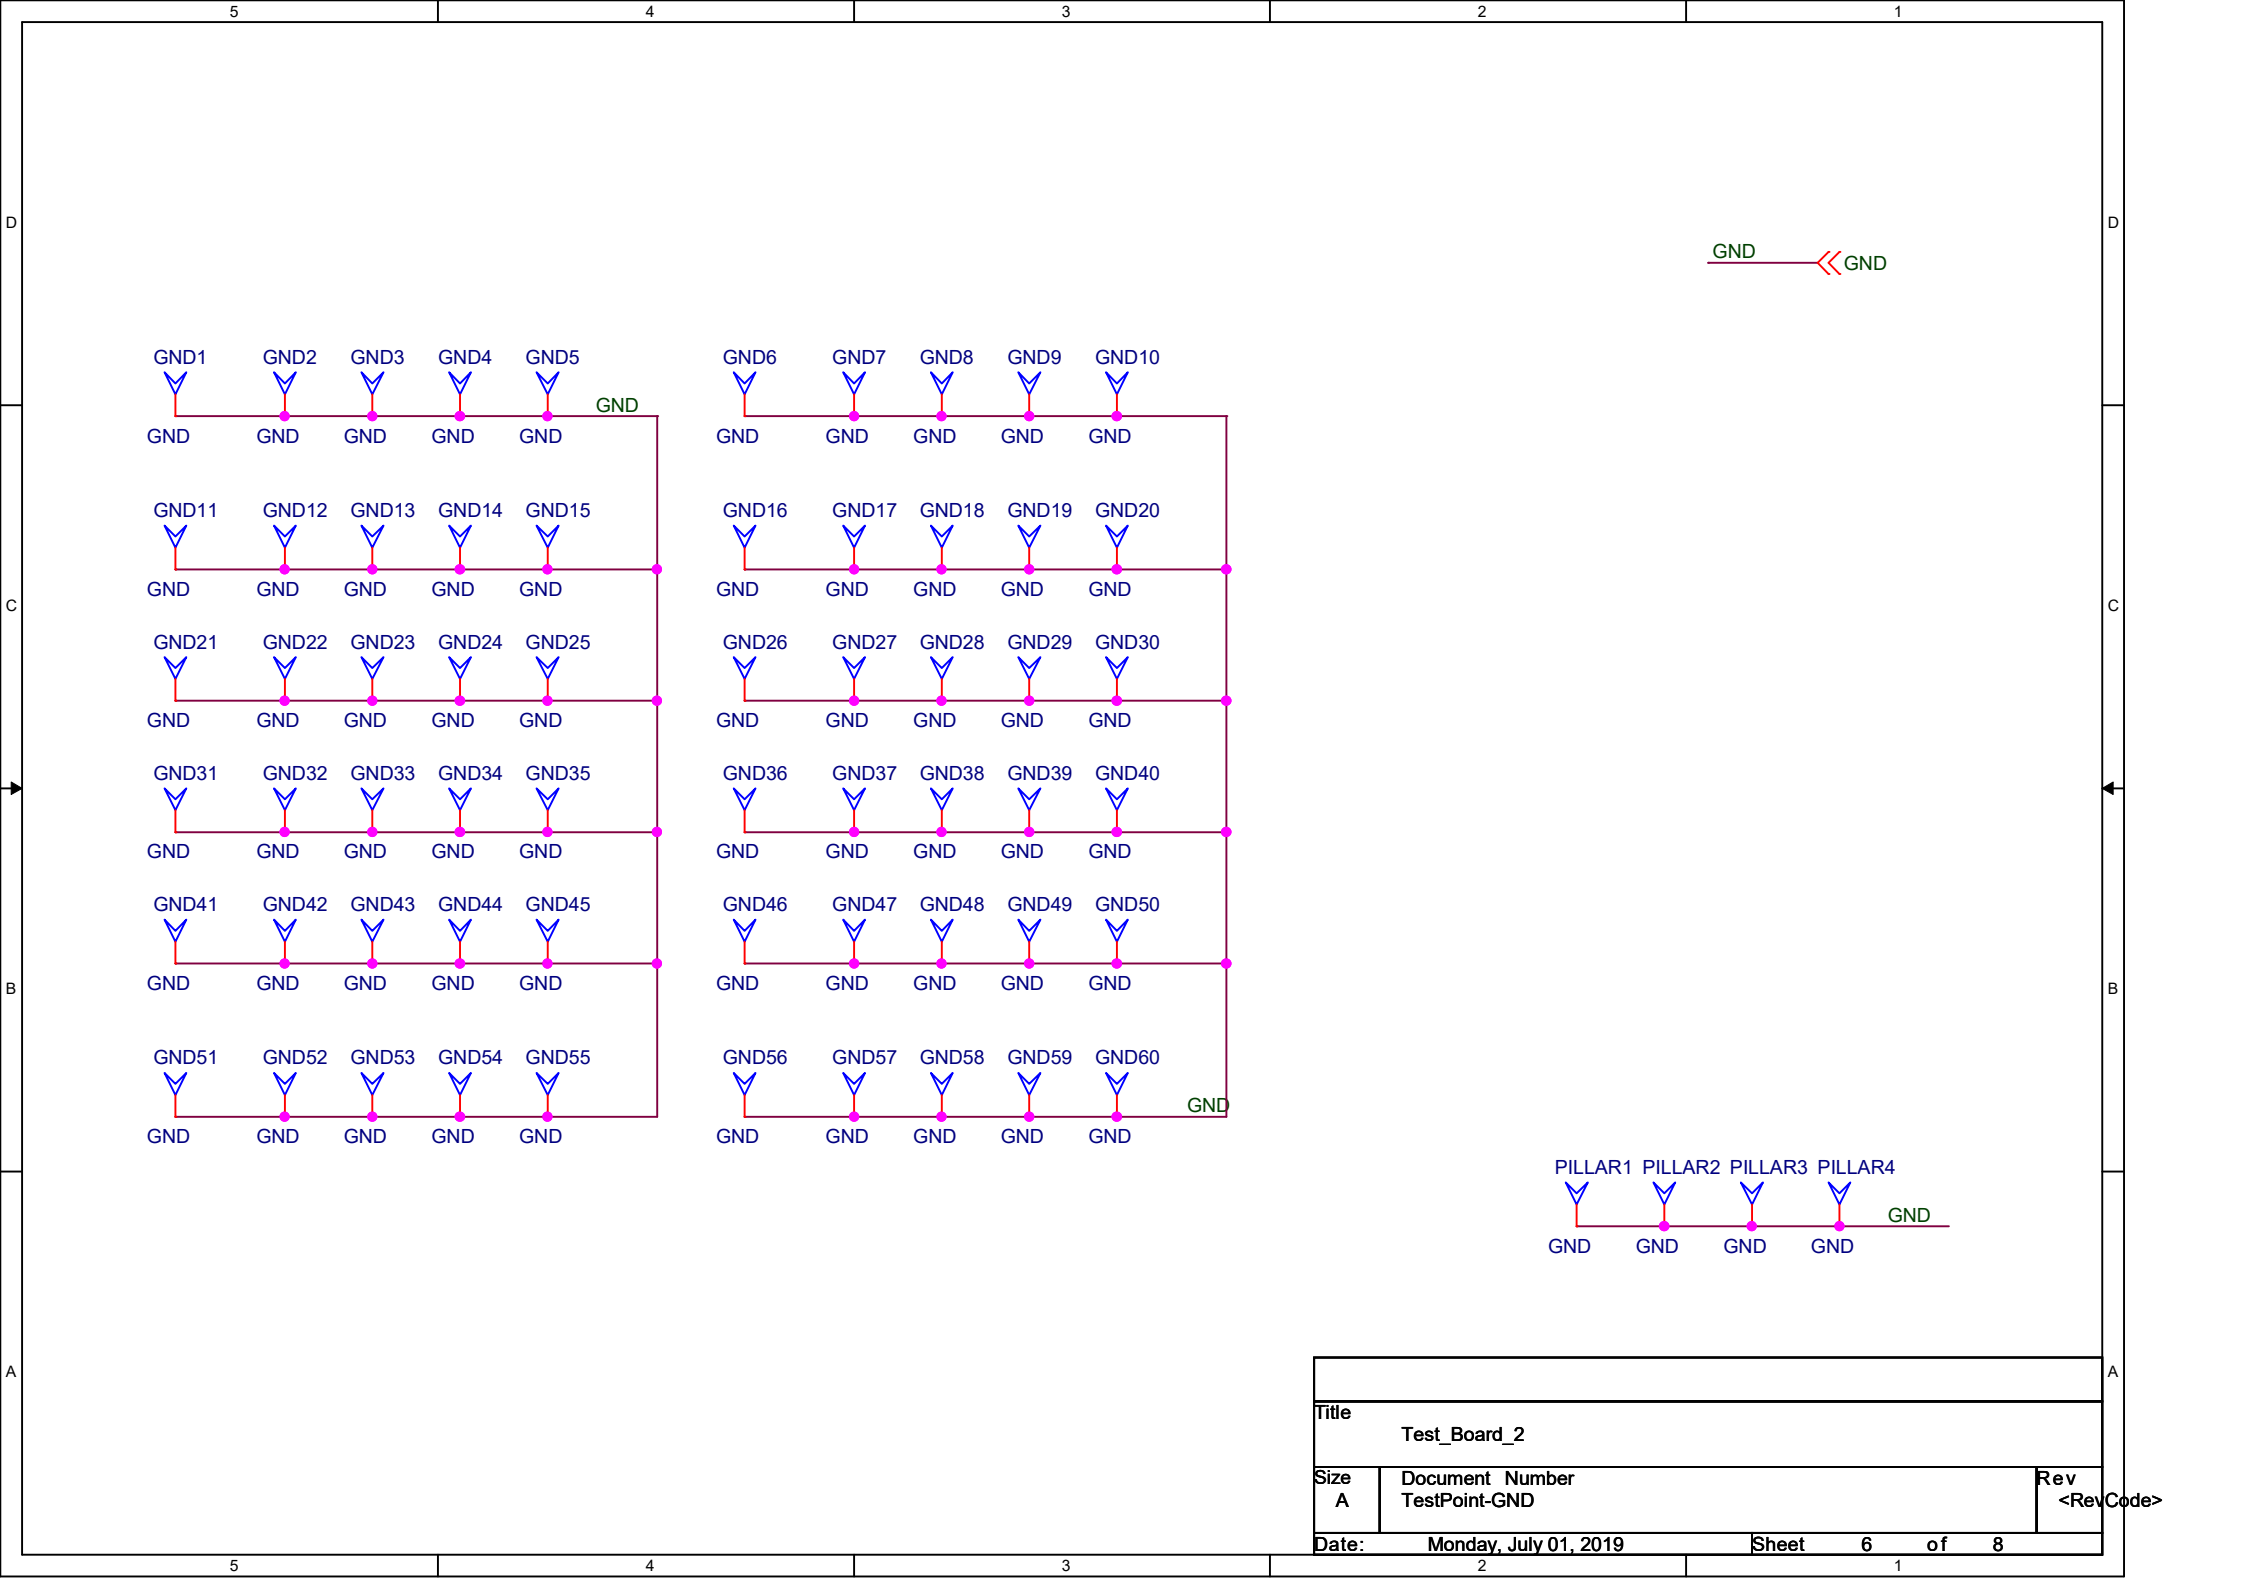 5 4 3 2 1
D D
GND GND
GND1 GND2 GND3 GND4 GND5 GND6 GND7 GND8 GND9 GND10
GND
GND GND GND GND GND GND GND GND GND GND
GND11 GND12 GND13 GND14 GND15 GND16 GND17 GND18 GND19 GND20
GND GND GND GND GND GND GND GND GND GND
C C
GND21 GND22 GND23 GND24 GND25 GND26 GND27 GND28 GND29 GND30
GND GND GND GND GND GND GND GND GND GND
GND31 GND32 GND33 GND34 GND35 GND36 GND37 GND38 GND39 GND40
GND GND GND GND GND GND GND GND GND GND
GND41 GND42 GND43 GND44 GND45 GND46 GND47 GND48 GND49 GND50
GND GND GND GND GND GND GND GND GND GND
B B
GND51 GND52 GND53 GND54 GND55 GND56 GND57 GND58 GND59 GND60
GND
GND GND GND GND GND GND GND GND GND GND
PILLAR1 PILLAR2 PILLAR3 PILLAR4
GND
GND GND GND GND
A A
Title
Test_Board_2
Size Document Number Rev
A TestPoint-GND <RevCode>
Date: Monday, July 01, 2019 Sheet 6 of 8
5 4 3 2 1